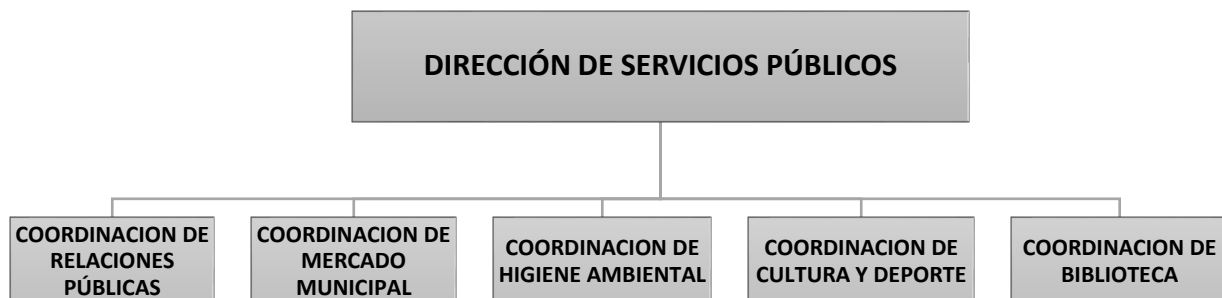 DIRECCIÓN DE SERVICIOS PÚBLICOS
COORDINACION DE
RELACIONES
PÚBLICAS
COORDINACION DE
MERCADO
MUNICIPAL
COORDINACION DE
HIGIENE AMBIENTAL
COORDINACION DE
CULTURA Y DEPORTE
COORDINACION DE
BIBLIOTECA